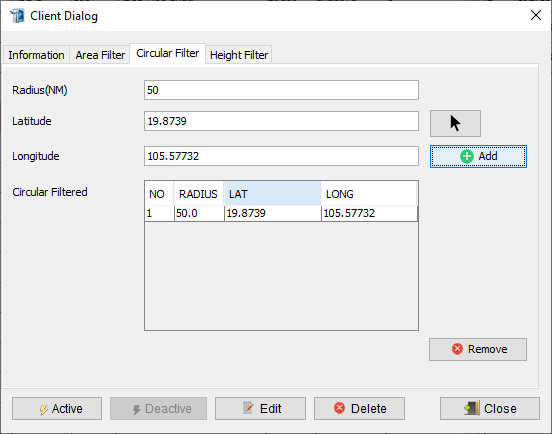 Client Dialog
Information Area Filter Circular Filter Height Filter
Radius(NM) 50
Latitude 19.8739
Longitude 105.57732 Add
Circular Filtered
NO RADIUS LAT LONG
1 50.0 19.8739 105.57732
Remove
Active Deactive Edit Delete Close